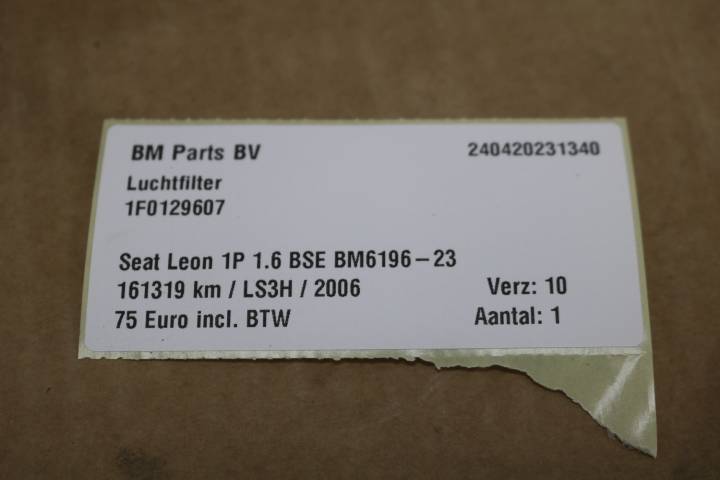 BM Parts BV 240420231340
Luchtfilter
1F0129607
Seat Leon 1P 1.6 BSE BM6196-23
161319 km / LS3H / 2006 Verz: 10
75 Euro incl. BTW Aantal: 1